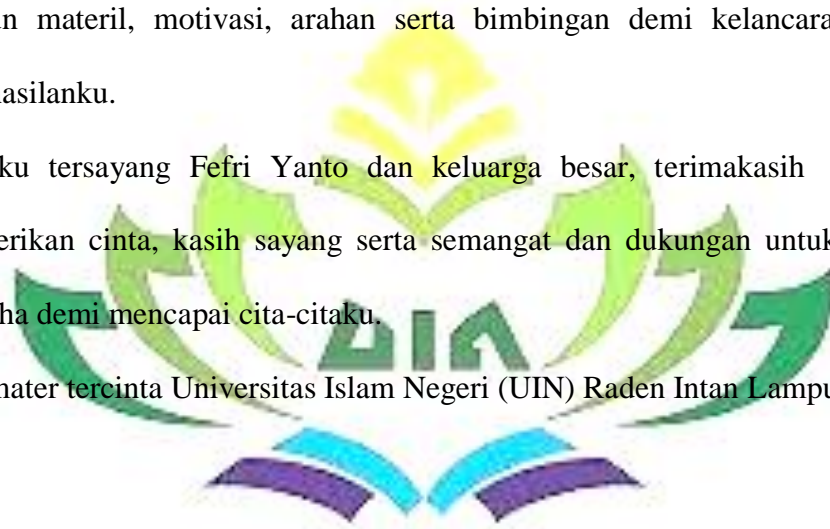 un materil, motivasi, arahan serta bimbingan demi kelancara
asilanku.
ku tersayang Fefri Yanto dan keluarga besar, terimakasih
erikan cinta, kasih sayang serta semangat dan dukungan untuk
ha demi mencapai cita-citaku.
UIN
nater tercinta Universitas Islam Negeri (UIN) Raden Intan Lampu